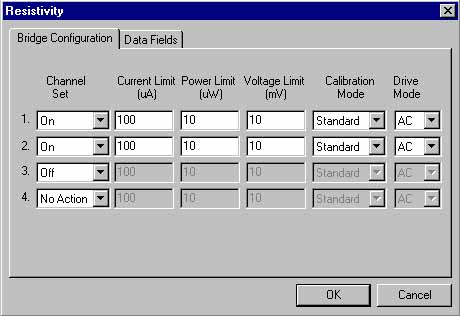 Resistivity
Bridge Configuration Data Fields
Channel Set Current Limit (uA) Power Limit (uW) Voltage Limit (mV) Calibration Mode Drive Mode
1. On 100 10 10 Standard AC
2. On 100 10 10 Standard AC
3. Off 100 10 10 Standard AC
4. No Action 100 10 10 Standard AC
OK Cancel